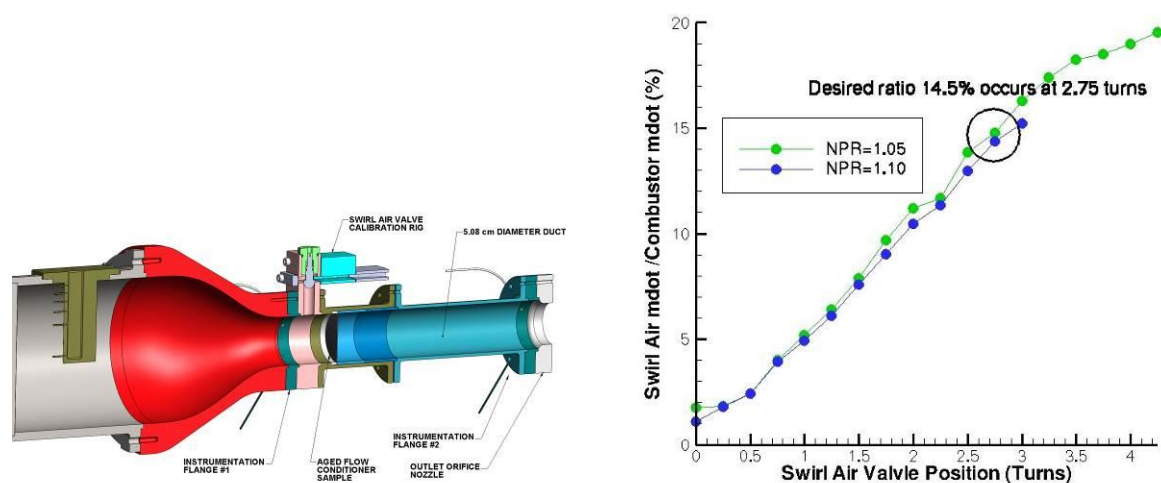 SWIRL AIR VALVE
CALIBRATION RIG
5.08 cm DIAMETER DUCT
INSTRUMENTATION
FLANGE #1
AGED FLOW
CONDITIONER
SAMPLE
INSTRUMENTATION
FLANGE #2
OUTLET ORIFICE
NOZZLE
20
15
10
5
0
Swirl Air mdot /Combustor mdot (%)
Desired ratio 14.5% occurs at 2.75 turns
NPR=1.05
NPR=1.10
0 0.5 1 1.5 2 2.5 3 3.5 4
Swirl Air Valvle Position (Turns)